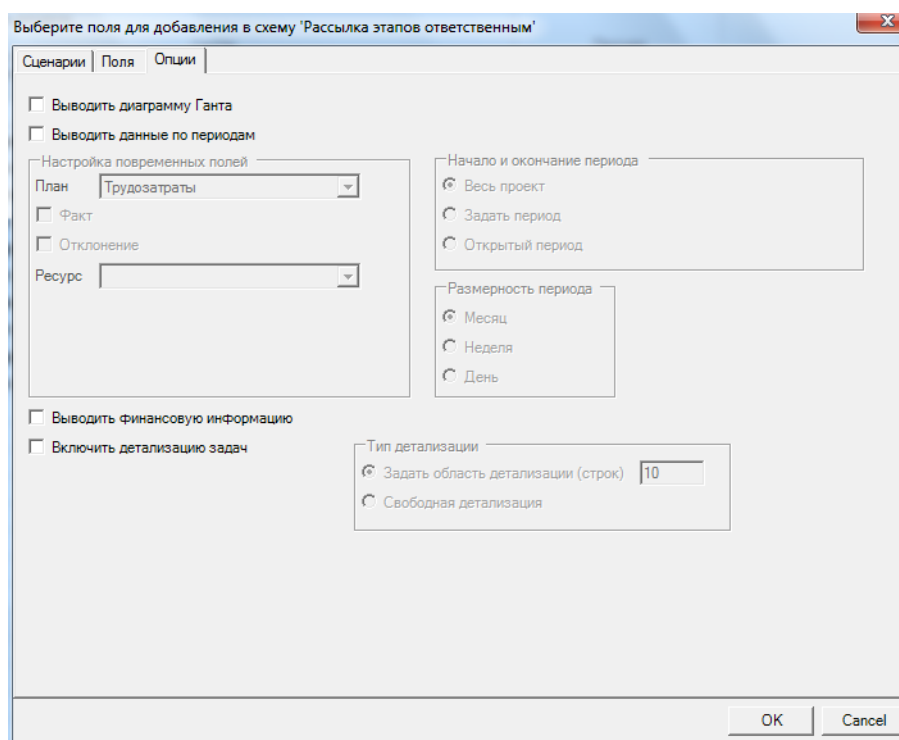 Выберите поля для добавления в схему 'Рассылка этапов ответственным'
Сценарии Поля Опции
Выводить диаграмму Ганта
Выводить данные по периодам
Настройка повременных полей
План Трудозатраты
Факт
Отклонение
Ресурс
Начало и окончание периода
Весь проект
Задать период
Открытый период
Размерность периода
Месяц
Неделя
День
Выводить финансовую информацию
Включить детализацию задач
Тип детализации
Задать область детализации (строк) 10
Свободная детализация
OK Cancel